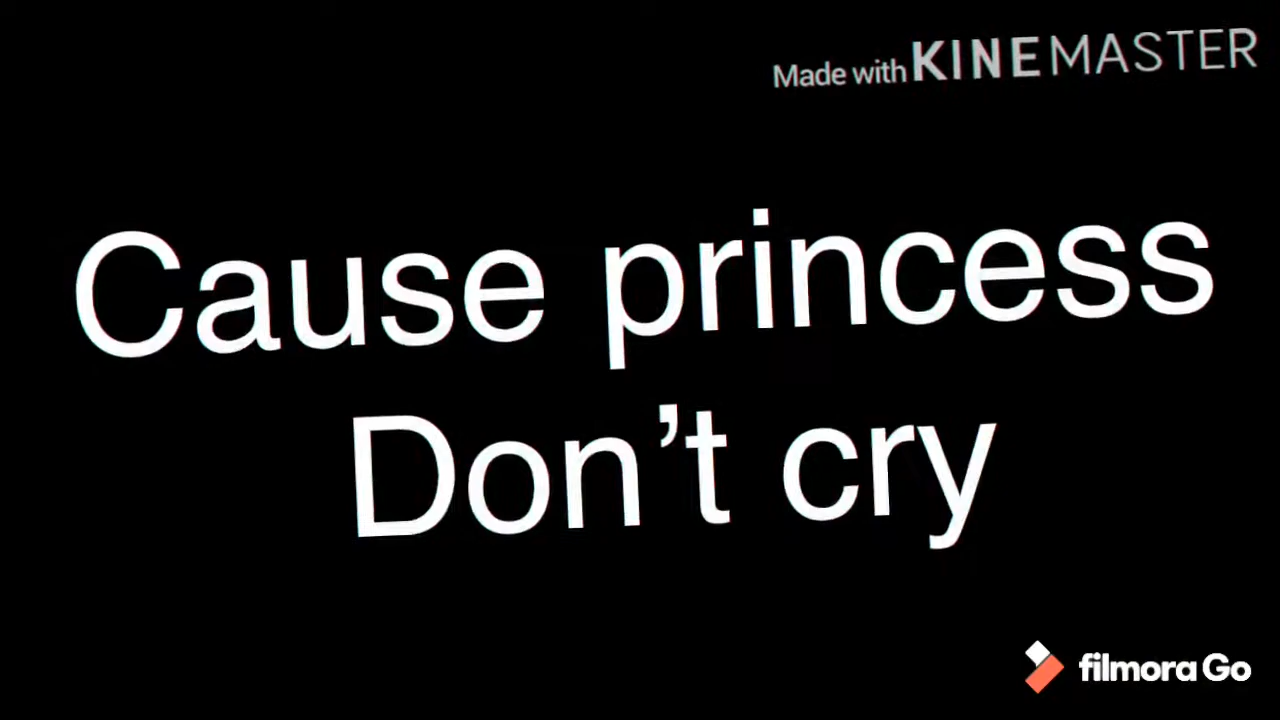 Made with KINEMASTER
Cause princess
Don’t cry
filmora Go